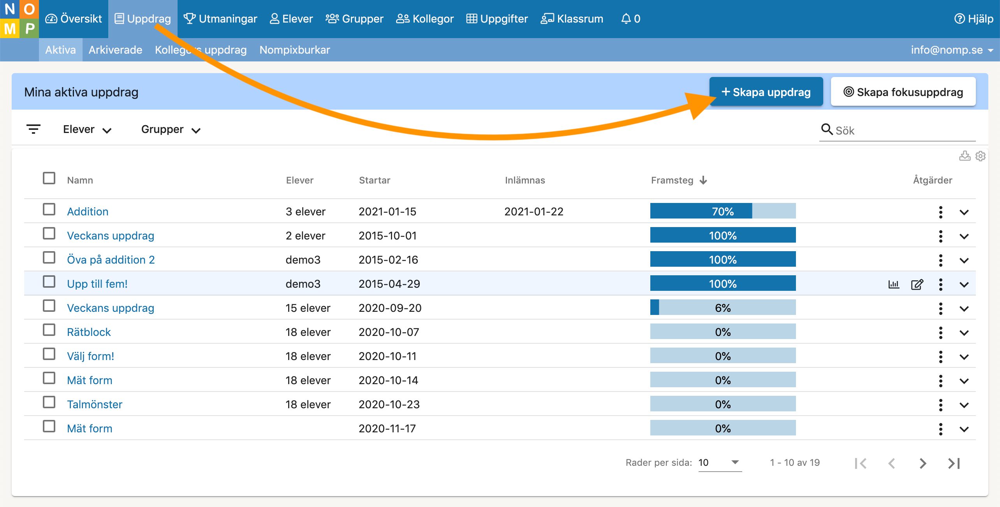 N O
M P
Översikt Uppdrag Utmaningar Elever Grupper Kollegor Uppgifter Klassrum 0 Hjälp
Aktiva Arkiverade Kollegors uppdrag Nompixburkar info@nomp.se
Mina aktiva uppdrag + Skapa uppdrag Skapa fokusuppdrag
Elever Grupper Sök
Namn Elever Startar Inlämnas Framsteg Åtgärder
Addition 3 elever 2021-01-15 2021-01-22 70%
Veckans uppdrag 2 elever 2015-10-01 100%
Öva på addition 2 demo3 2015-02-16 100%
Upp till fem! demo3 2015-04-29 100%
Veckans uppdrag 15 elever 2020-09-20 6%
Rätblock 18 elever 2020-10-07 0%
Välj form! 18 elever 2020-10-11 0%
Mät form 18 elever 2020-10-14 0%
Talmönster 18 elever 2020-10-23 0%
Mät form 2020-11-17 0%
Rader per sida: 10 1 - 10 av 19